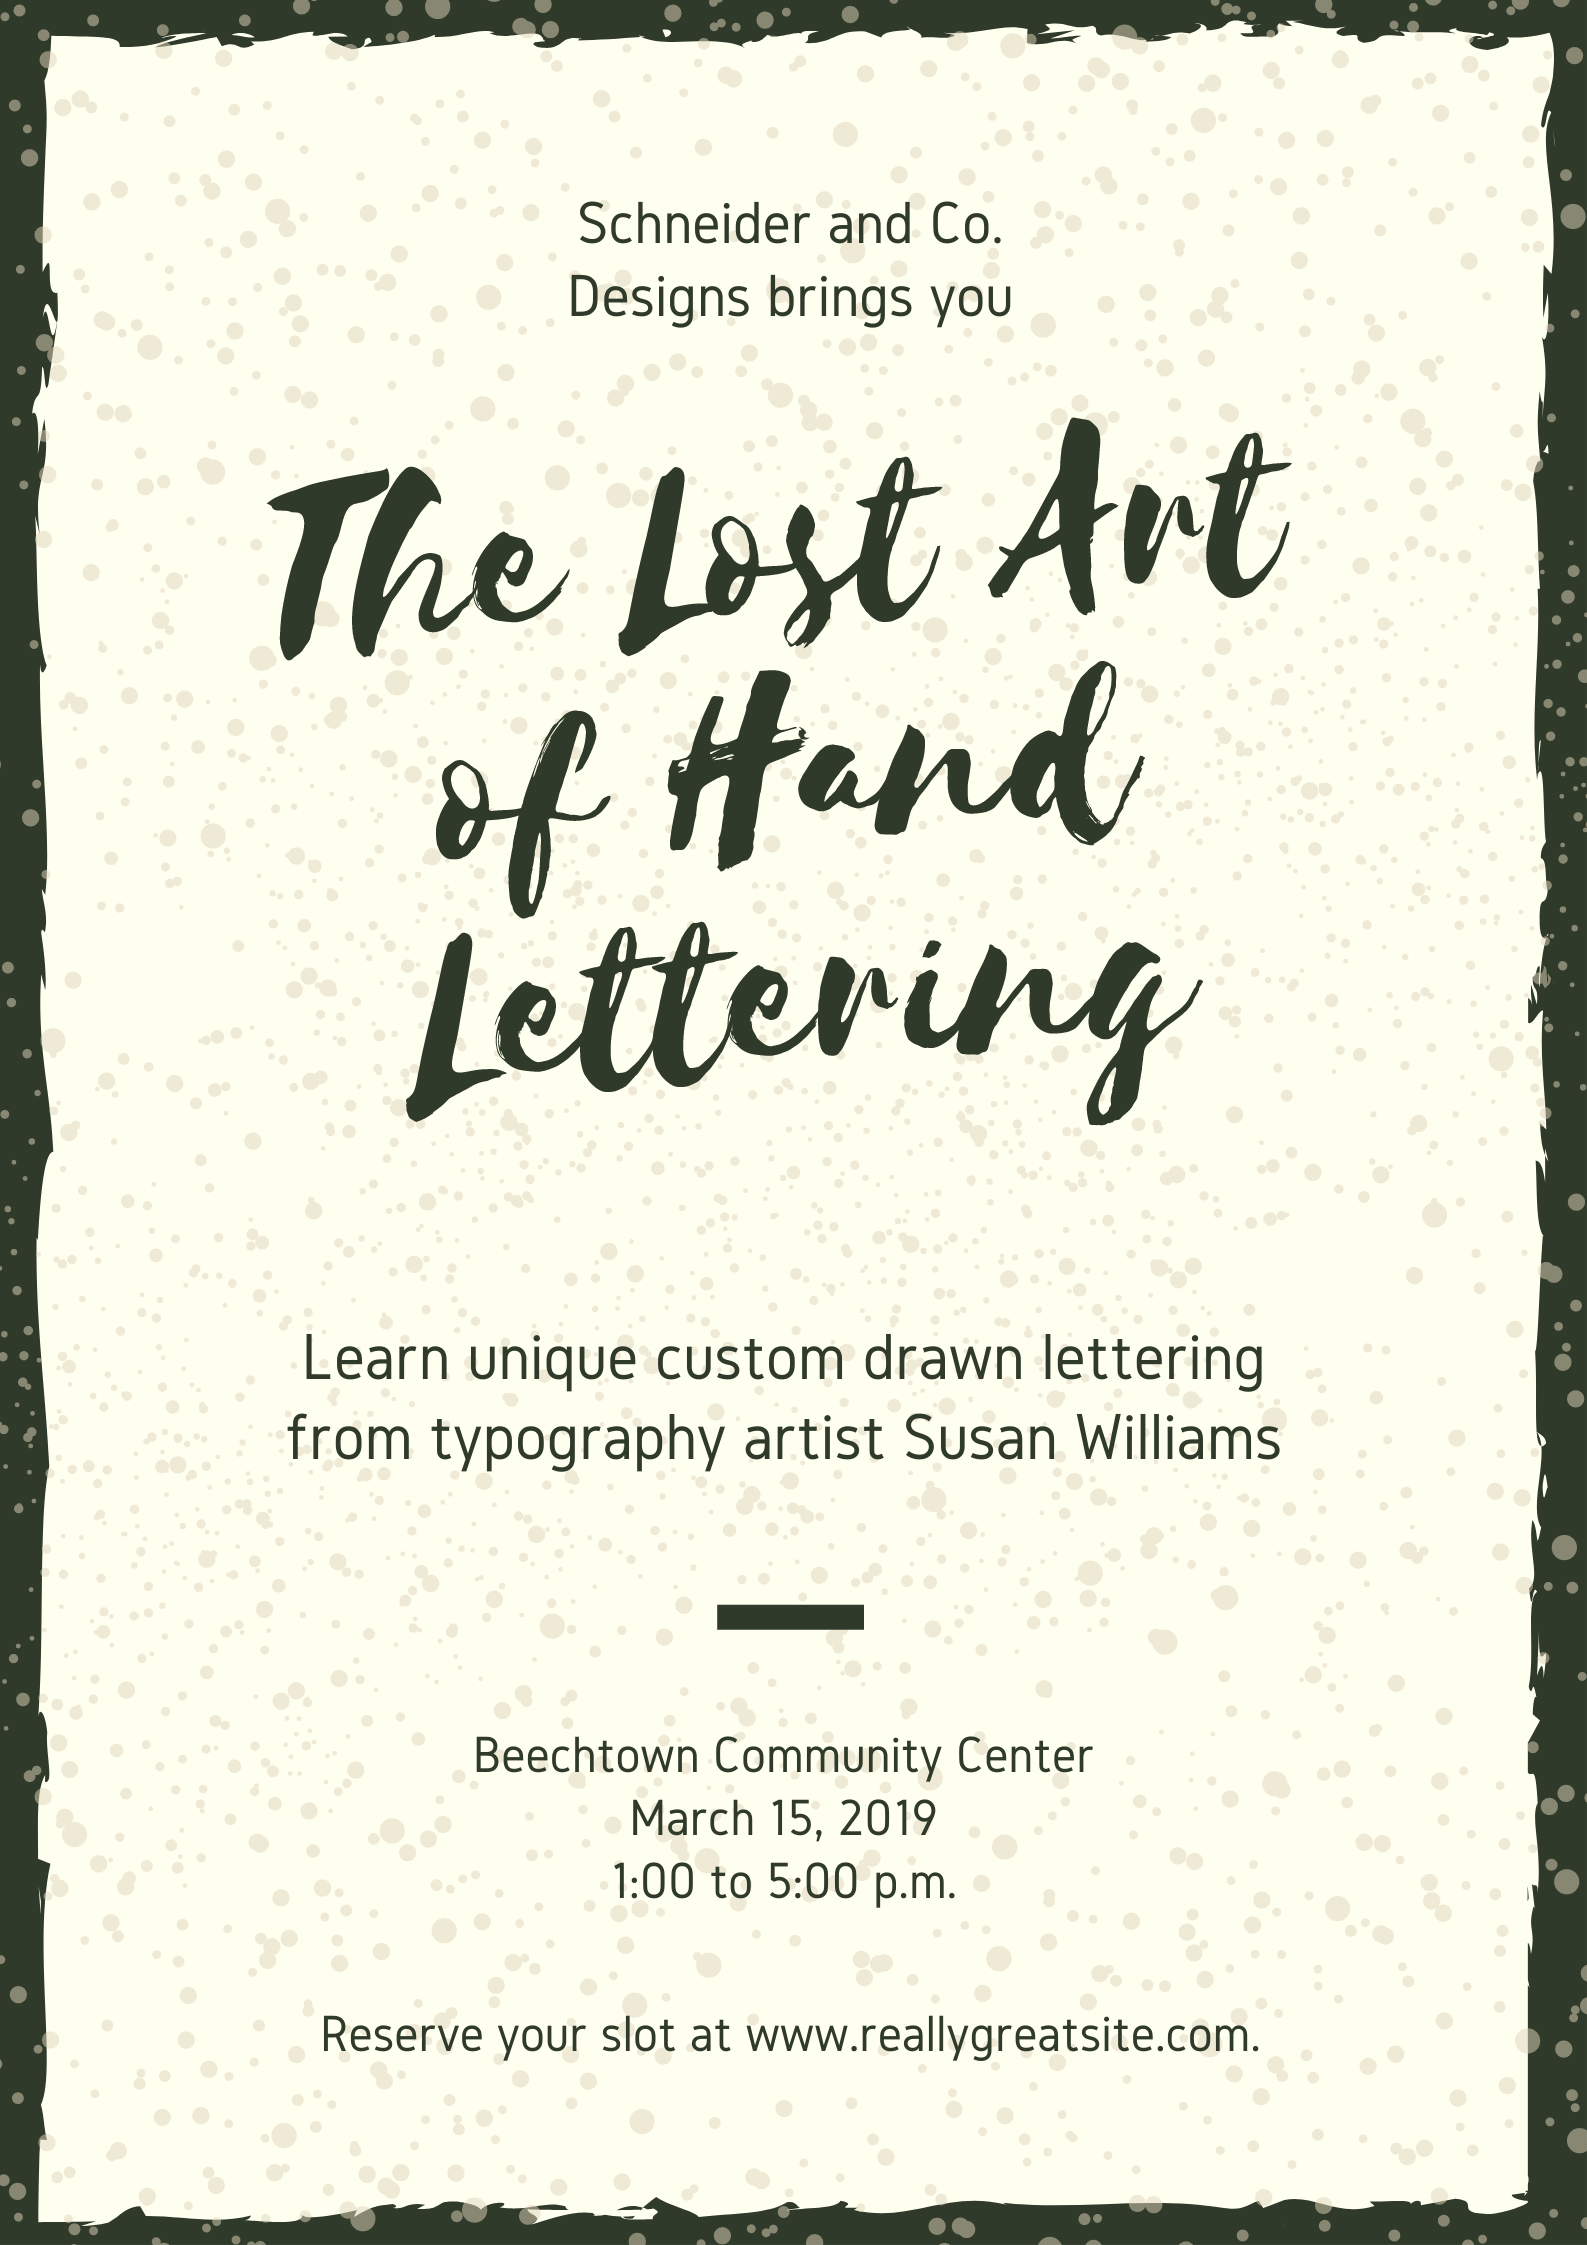 Schneider and Co.
Designs brings you
The Lost Art
of Hand
Lettering
Learn unique custom drawn lettering
from typography artist Susan Williams
Beechtown Community Center
March 15, 2019
1:00 to 5:00 p.m.
Reserve your slot at www.reallygreatsite.com.